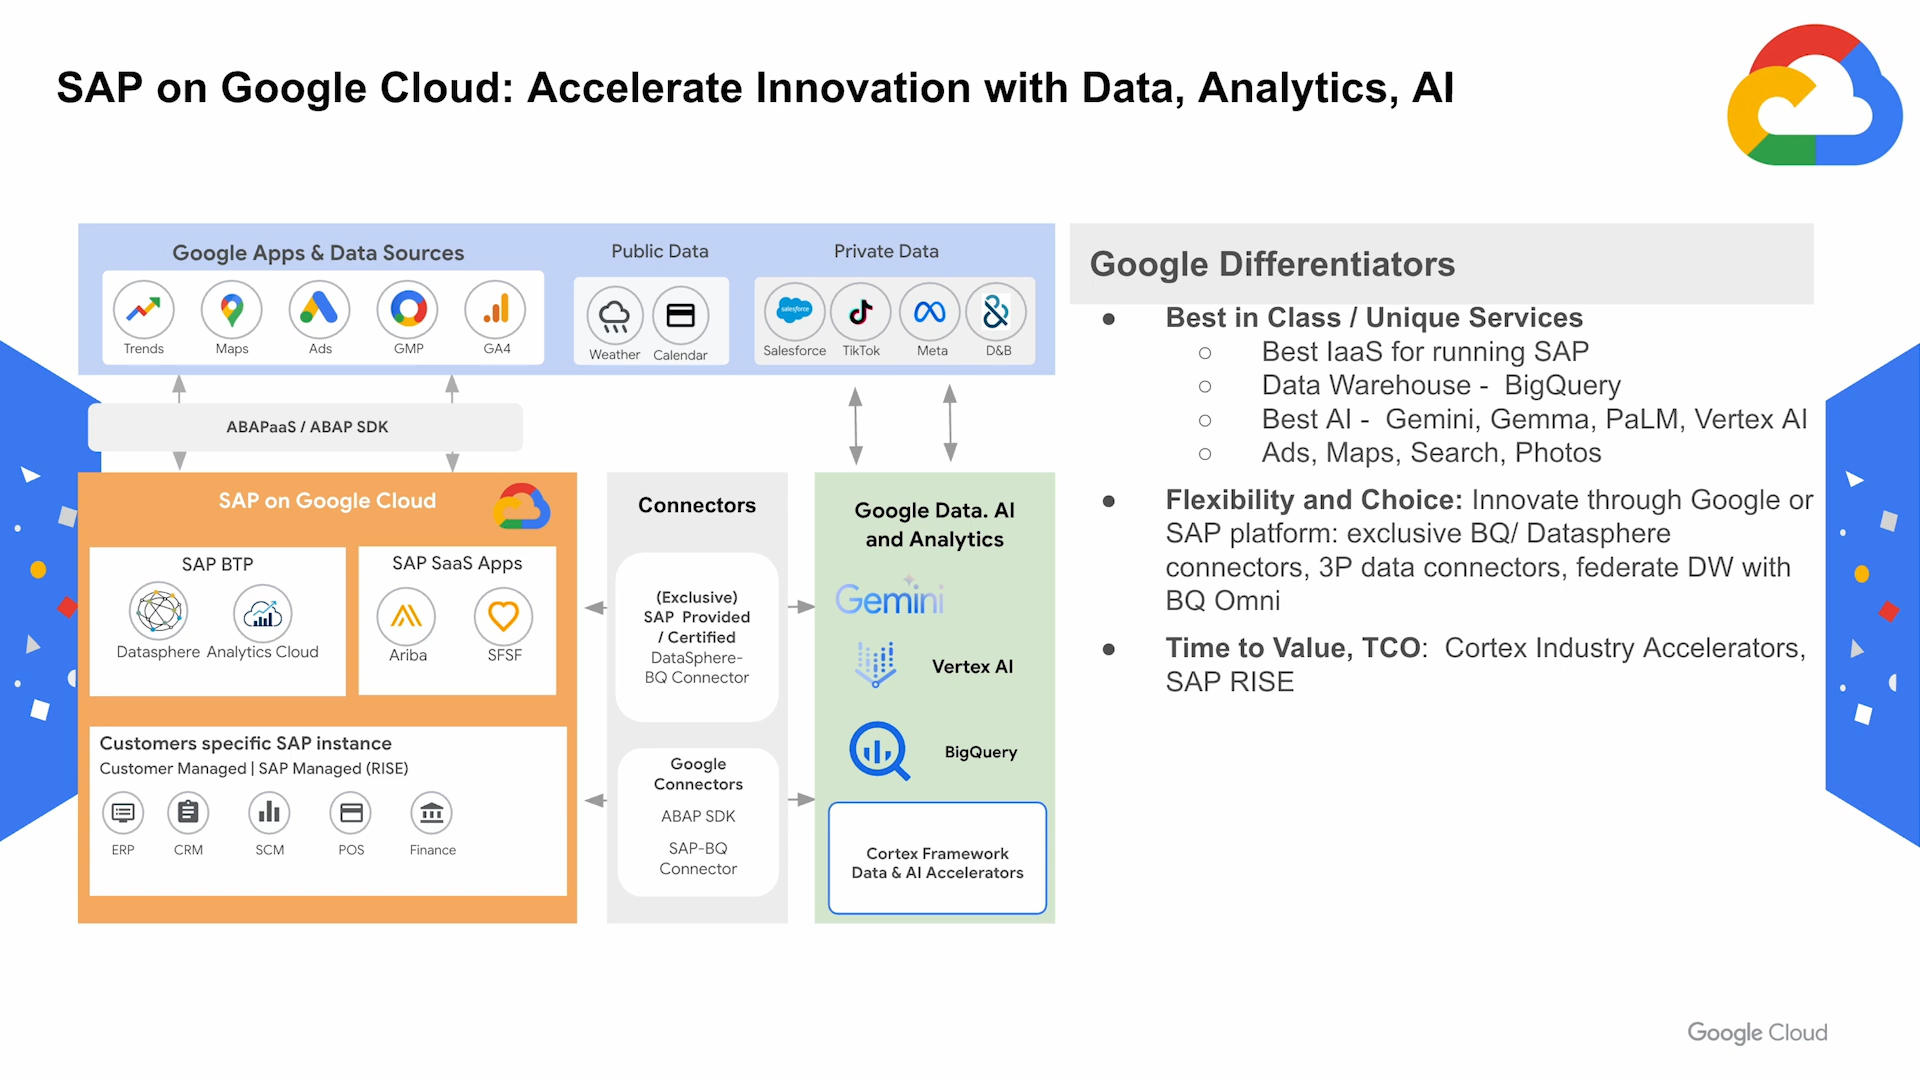 SAP on Google Cloud: Accelerate Innovation with Data, Analytics, AI
Google Apps & Data Sources
Trends
Maps
Ads
GMP
GA4
Public Data
Weather
Calendar
Private Data
salesforce
Salesforce
TikTok
Meta
D&B
ABAPaaS / ABAP SDK
SAP on Google Cloud
SAP BTP
Datasphere
Analytics Cloud
SAP SaaS Apps
Ariba
SFSF
Customers specific SAP instance
Customer Managed | SAP Managed (RISE)
ERP
CRM
SCM
POS
Finance
Connectors
(Exclusive)
SAP Provided
/ Certified
DataSphere-
BQ Connector
Google
Connectors
ABAP SDK
SAP-BQ
Connector
Google Data. AI
and Analytics
Gemini
Vertex AI
BigQuery
Cortex Framework
Data & AI Accelerators
Google Differentiators
● Best in Class / Unique Services
○ Best IaaS for running SAP
○ Data Warehouse - BigQuery
○ Best AI - Gemini, Gemma, PaLM, Vertex AI
○ Ads, Maps, Search, Photos
● Flexibility and Choice: Innovate through Google or
SAP platform: exclusive BQ/ Datasphere
connectors, 3P data connectors, federate DW with
BQ Omni
● Time to Value, TCO: Cortex Industry Accelerators,
SAP RISE
Google Cloud